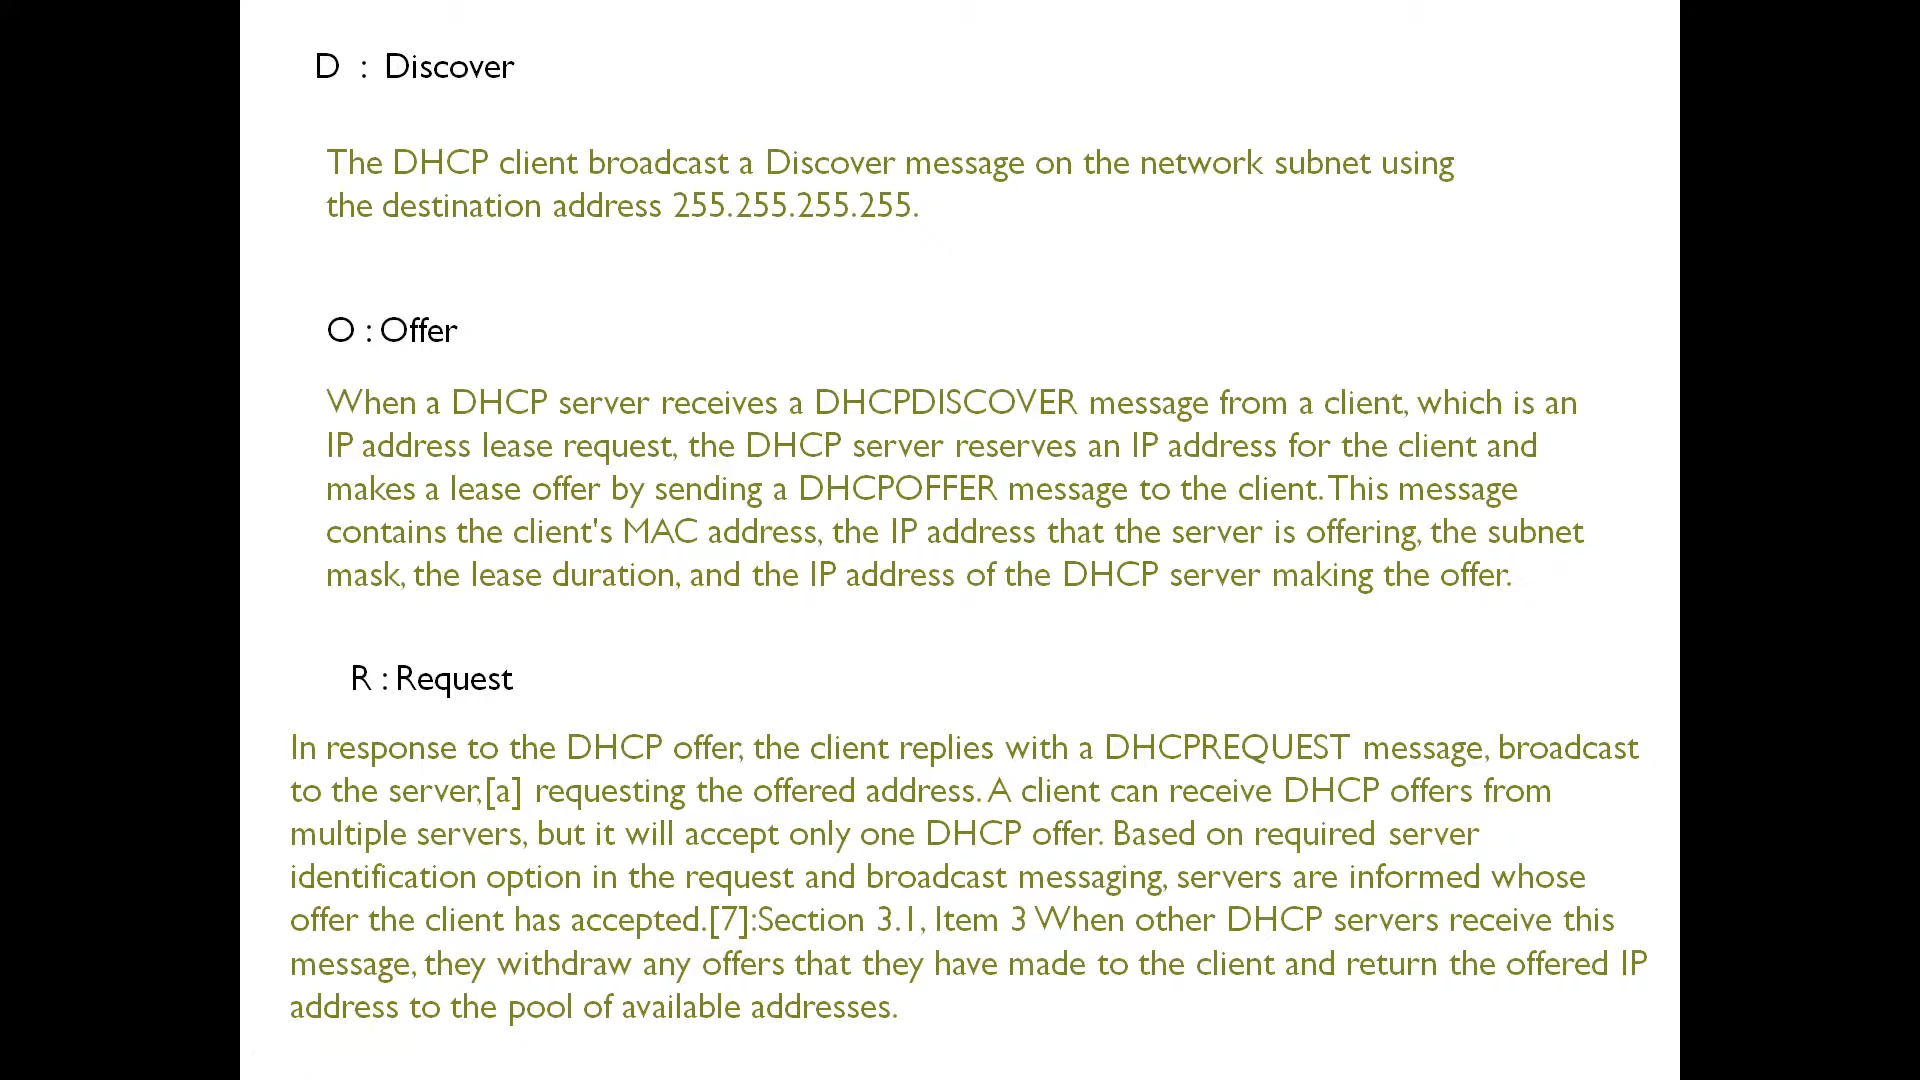 D : Discover
The DHCP client broadcast a Discover message on the network subnet using
the destination address 255.255.255.255.
O : Offer
When a DHCP server receives a DHCPDISCOVER message from a client, which is an
IP address lease request, the DHCP server reserves an IP address for the client and
makes a lease offer by sending a DHCPOFFER message to the client. This message
contains the client's MAC address, the IP address that the server is offering, the subnet
mask, the lease duration, and the IP address of the DHCP server making the offer.
R : Request
In response to the DHCP offer, the client replies with a DHCPREQUEST message, broadcast
to the server,[a] requesting the offered address. A client can receive DHCP offers from
multiple servers, but it will accept only one DHCP offer. Based on required server
identification option in the request and broadcast messaging, servers are informed whose
offer the client has accepted.[7]:Section 3.1, Item 3 When other DHCP servers receive this
message, they withdraw any offers that they have made to the client and return the offered IP
address to the pool of available addresses.